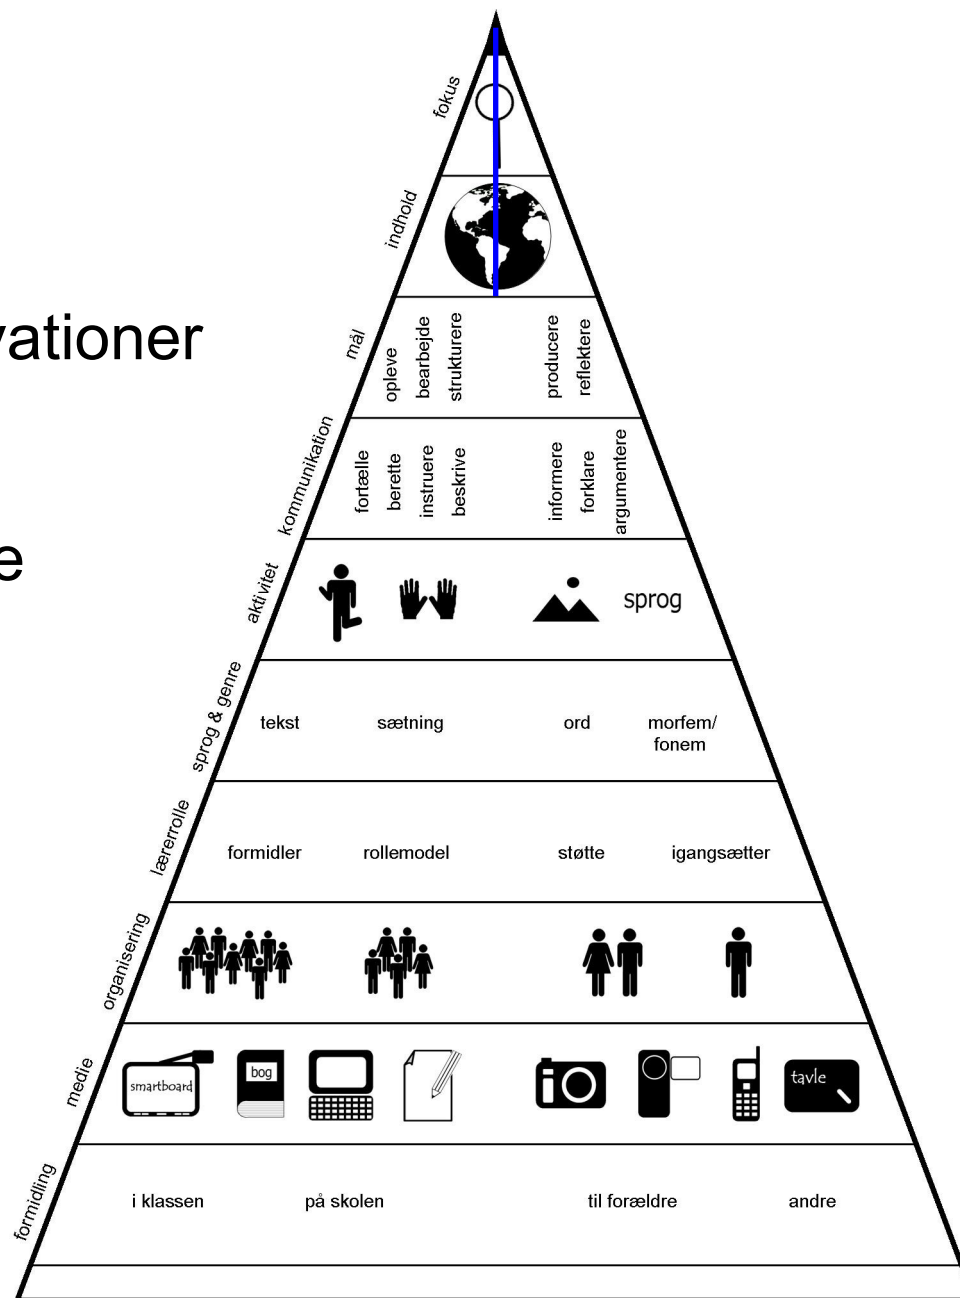 fokus
indhold
vationer
mål
opleve
bearbejde
strukturere
producere
reflektere
kommunikation
fortælle
berette
instruere
beskrive
informere
forklare
argumentere
e
aktivitet
sprog
sprog & genre
tekst
sætning
ord
morfem/
fonem
lærerrolle
formidler
rollemodel
støtte
igangsætter
organisering
medie
smartboard
bog
tavle
formidling
i klassen
på skolen
til forældre
andre